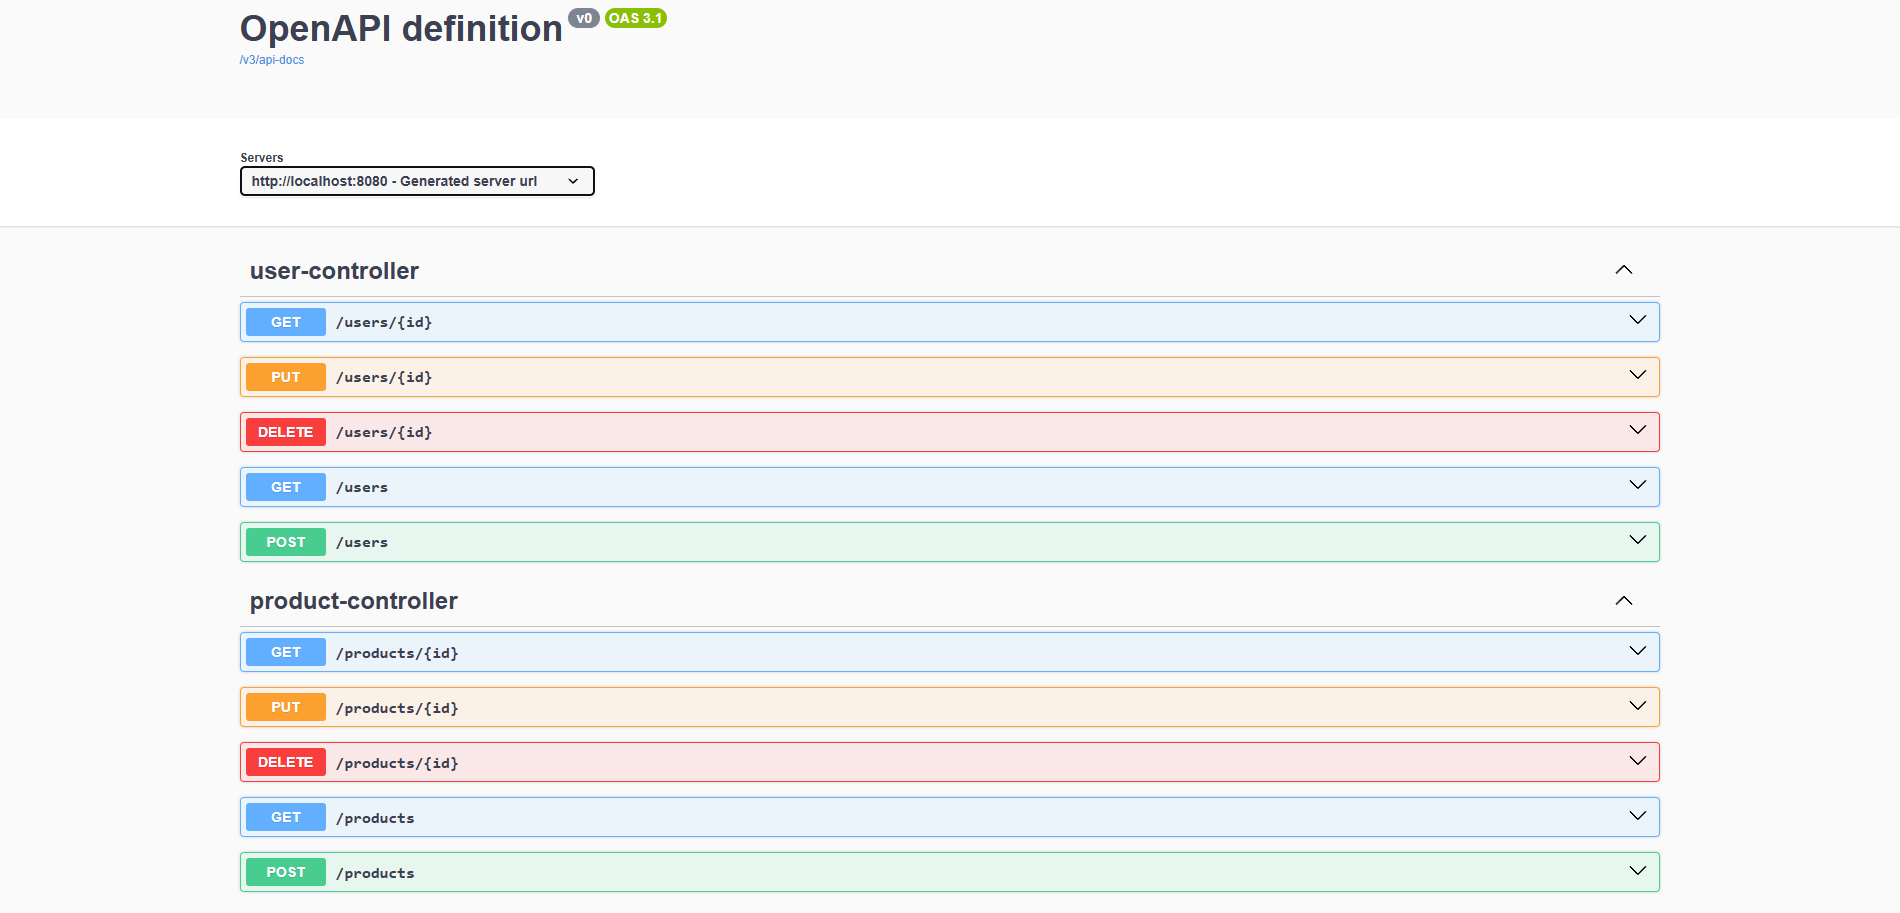 OpenAPI definition v0 OAS 3.1
/v3/api-docs
Servers
http://localhost:8080 - Generated server url
user-controller
GET /users/{id}
PUT /users/{id}
DELETE /users/{id}
GET /users
POST /users
product-controller
GET /products/{id}
PUT /products/{id}
DELETE /products/{id}
GET /products
POST /products